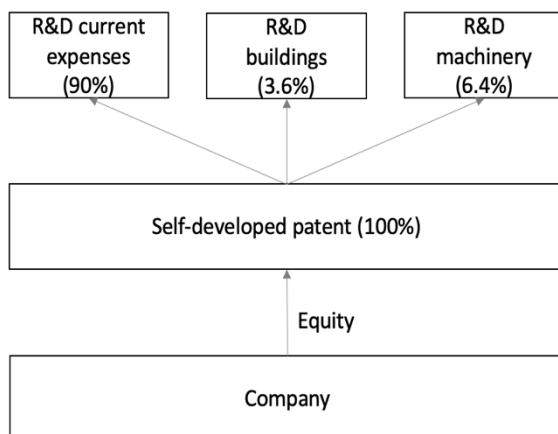 R&D current
expenses
(90%)
R&D
buildings
(3.6%)
R&D
machinery
(6.4%)
Self-developed patent (100%)
Equity
Company